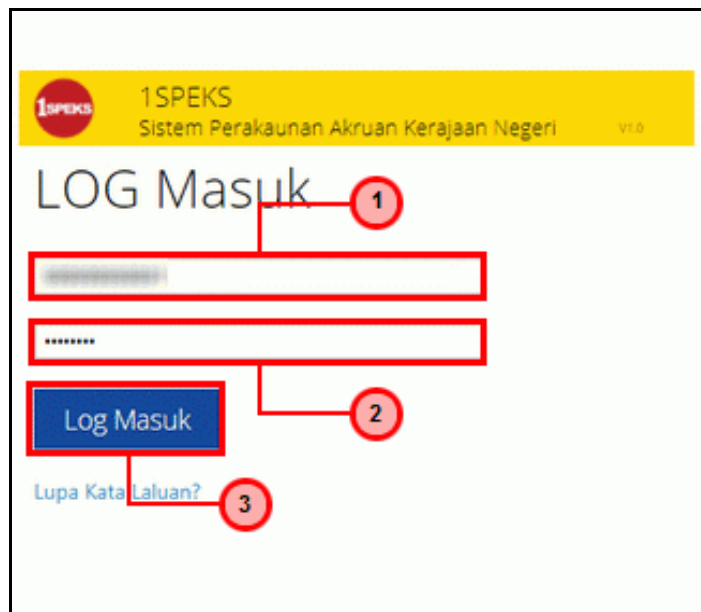 1SPEKS
1SPEKS
Sistem Perakaunan Akruan Kerajaan Negeri V1.0
LOG Masuk
1
••••••••
2
Log Masuk
Lupa Kata Laluan?
3